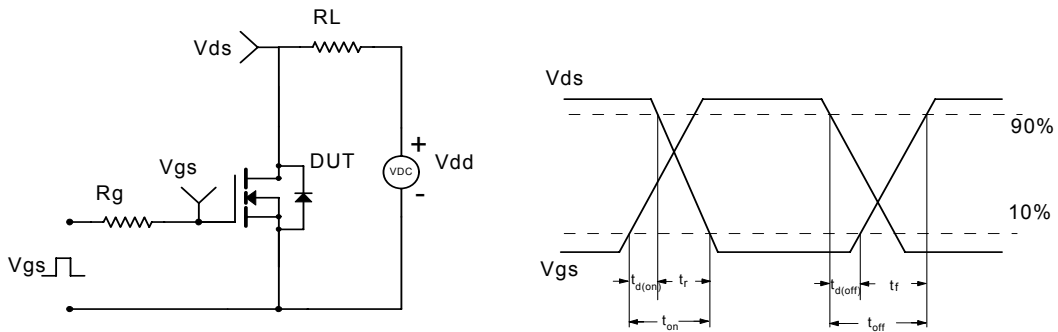 RL
Vds
Vgs
DUT
VDC
+
-
Vdd
Rg
Vgs
Vds
90%
10%
Vgs
td(on)
tr
td(off)
tf
ton
toff